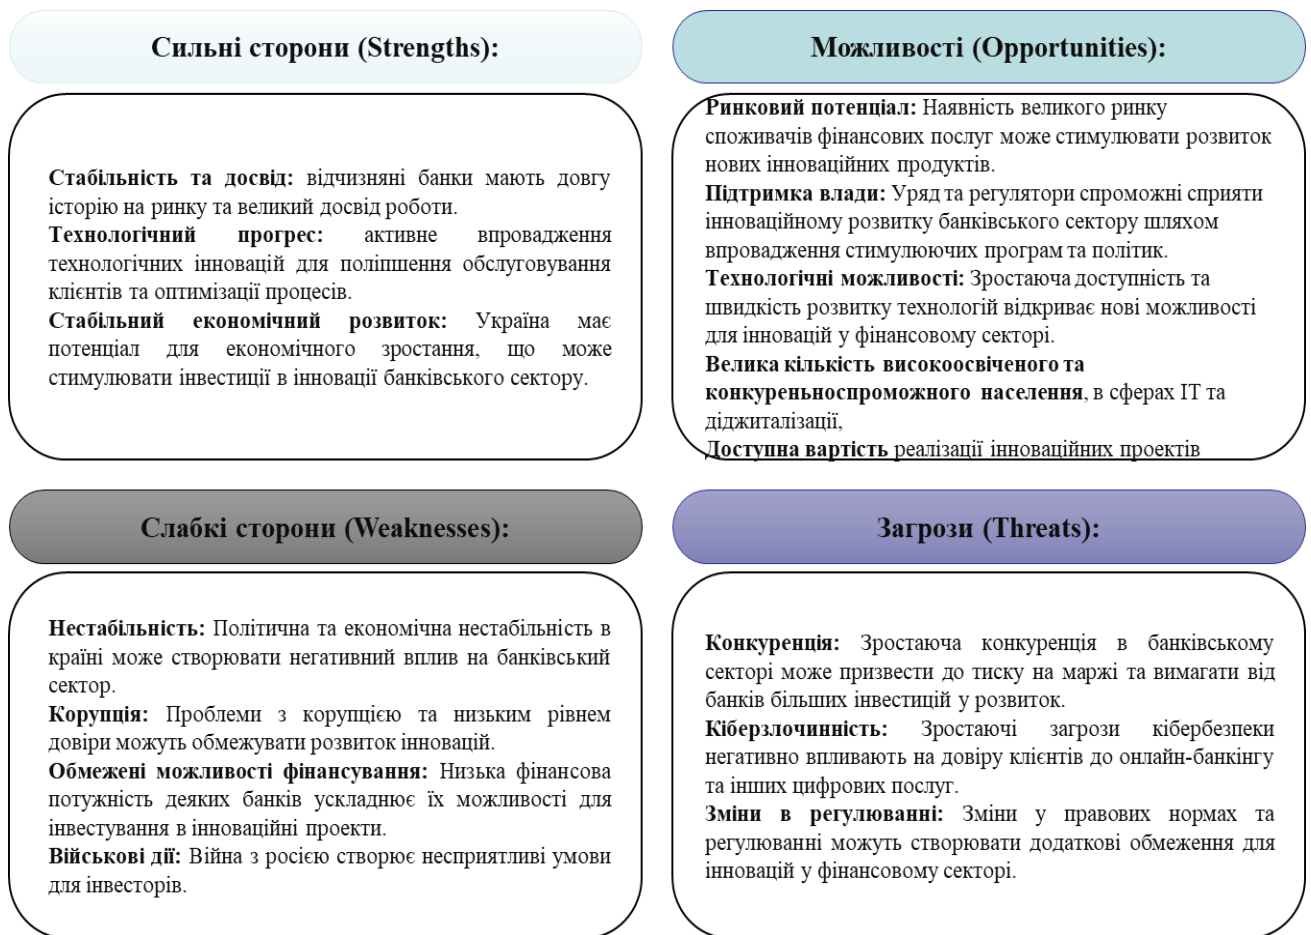 Сильні сторони (Strengths):
Стабільність та досвід: відчизняні банки мають довгу
історію на ринку та великий досвід роботи.
Технологічний прогрес: активне впровадження
технологічних інновацій для поліпшення обслуговування
клієнтів та оптимізації процесів.
Стабільний економічний розвиток: Україна має
потенціал для економічного зростання, що може
стимулювати інвестиції в інновації банківського сектору.
Можливості (Opportunities):
Ринковий потенціал: Наявність великого ринку
споживачів фінансових послуг може стимулювати розвиток
нових інноваційних продуктів.
Підтримка влади: Уряд та регулятори спроможні сприяти
інноваційному розвитку банківського сектору шляхом
впровадження стимулюючих програм та політик.
Технологічні можливості: Зростаюча доступність та
швидкість розвитку технологій відкриває нові можливості
для інновацій у фінансовому секторі.
Велика кількість високоосвіченого та
конкуреньноспроможного населення, в сферах ІТ та
діджиталізації,
Доступна вартість реалізації інноваційних проектів
Слабкі сторони (Weaknesses):
Нестабільність: Політична та економічна нестабільність в
країні може створювати негативний вплив на банківський
сектор.
Корупція: Проблеми з корупцією та низьким рівнем
довіри можуть обмежувати розвиток інновацій.
Обмежені можливості фінансування: Низька фінансова
потужність деяких банків ускладнює їх можливості для
інвестування в інноваційні проекти.
Військові дії: Війна з росією створює несприятливі умови
для інвесторів.
Загрози (Threats):
Конкуренція: Зростаюча конкуренція в банківському
секторі може призвести до тиску на маржі та вимагати від
банків більших інвестицій у розвиток.
Кіберзлочинність: Зростаючі загрози кібербезпеки
негативно впливають на довіру клієнтів до онлайн-банкінгу
та інших цифрових послуг.
Зміни в регулюванні: Зміни у правових нормах та
регулюванні можуть створювати додаткові обмеження для
інновацій у фінансовому секторі.